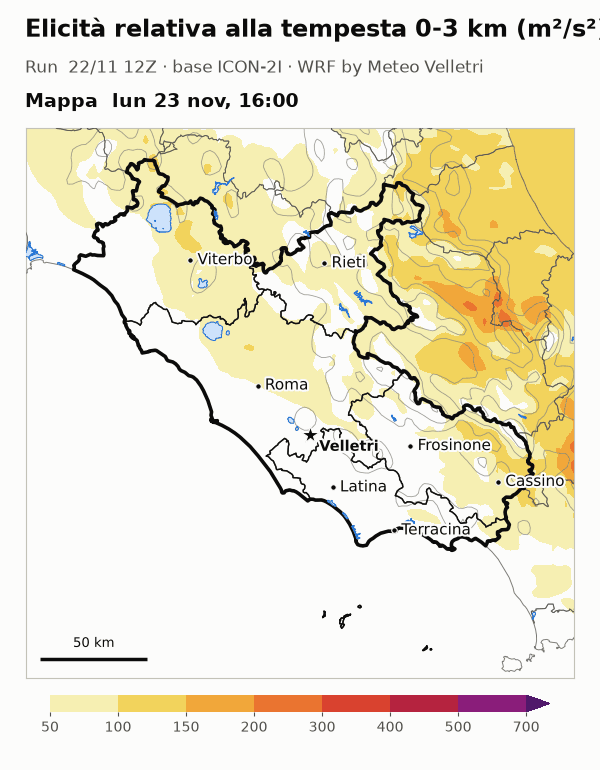 Elicità relativa alla tempesta 0-3 km (m²/s²)
Run 22/11 12Z · base ICON-2I · WRF by Meteo Velletri
Mappa lun 23 nov, 16:00
Viterbo
Rieti
Roma
Velletri
Frosinone
Latina
Cassino
Terracina
50 km
50 100 150 200 300 400 500 700